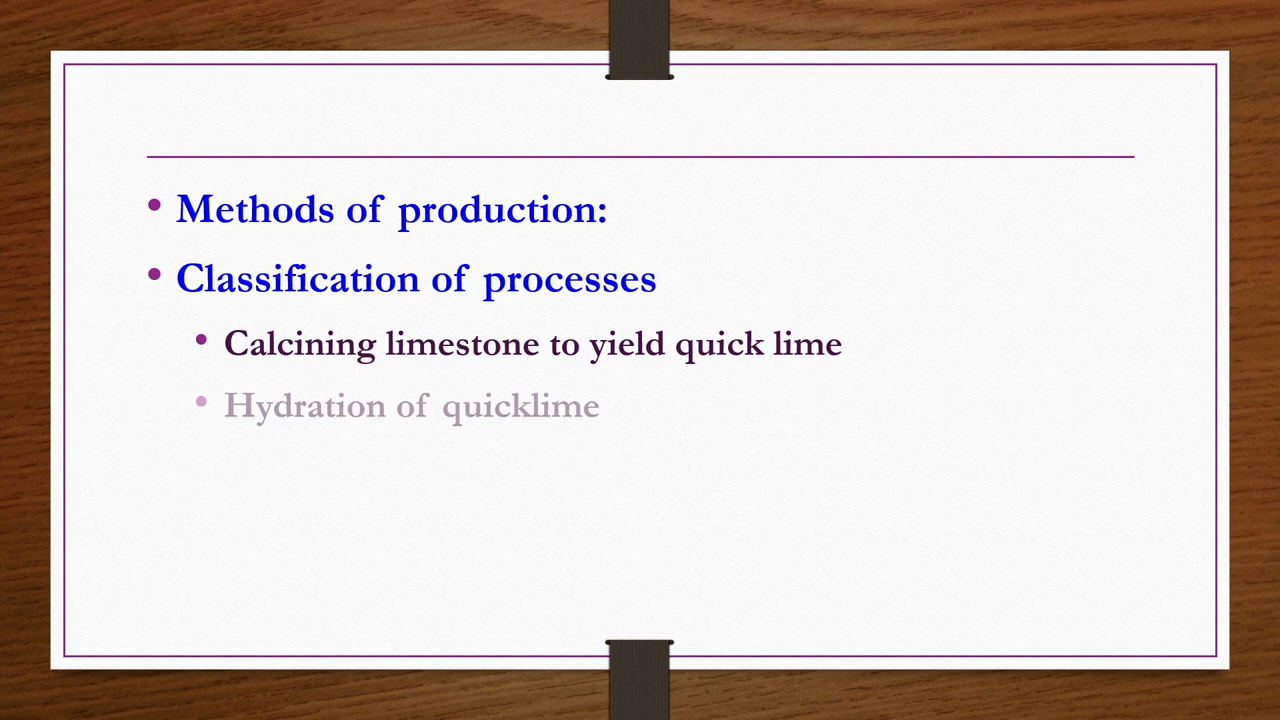 • Methods of production:
• Classification of processes
• Calcining limestone to yield quick lime
• Hydration of quicklime